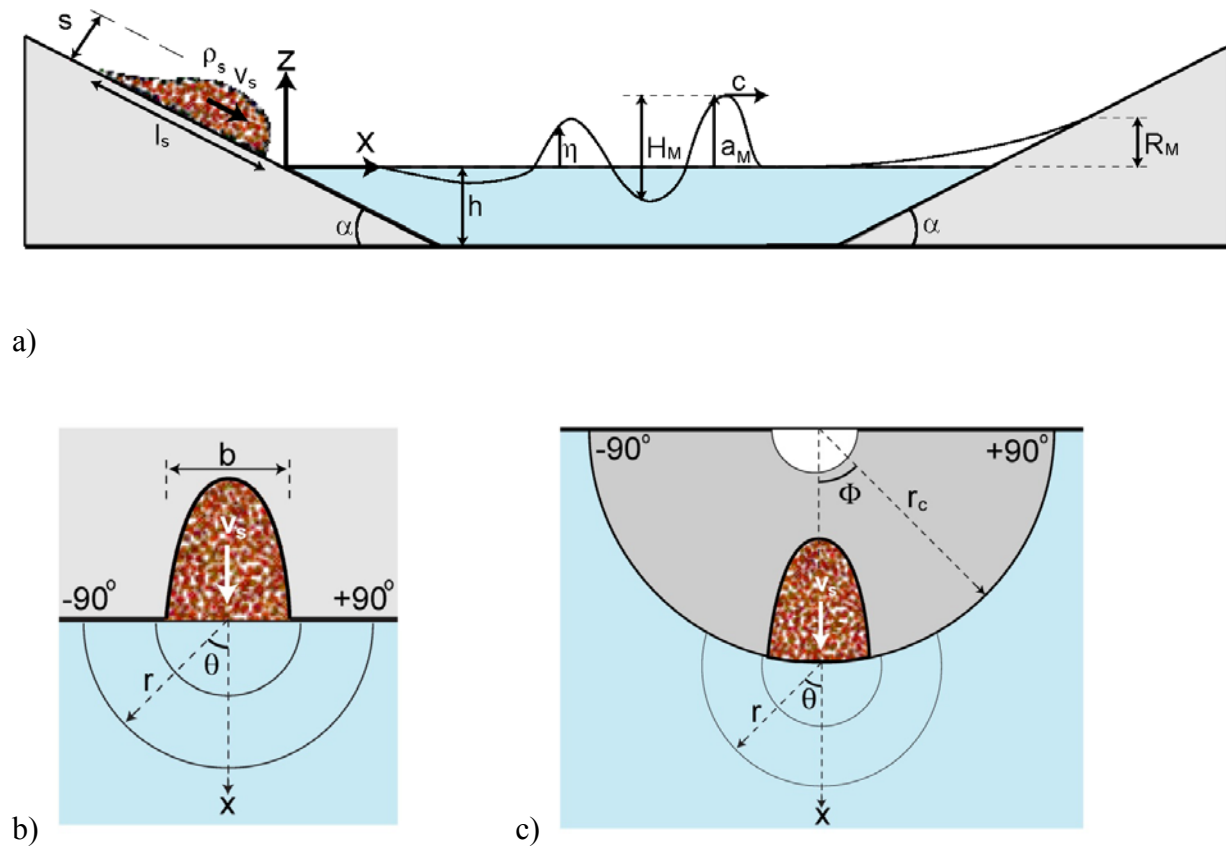 s
ρs
vs
ls
z
x
η
HM
aM
c
h
RM
α
α
a)
b
vs
-90°
+90°
r
θ
x
b)
-90°
+90°
Φ
rc
vs
r
θ
x
c)